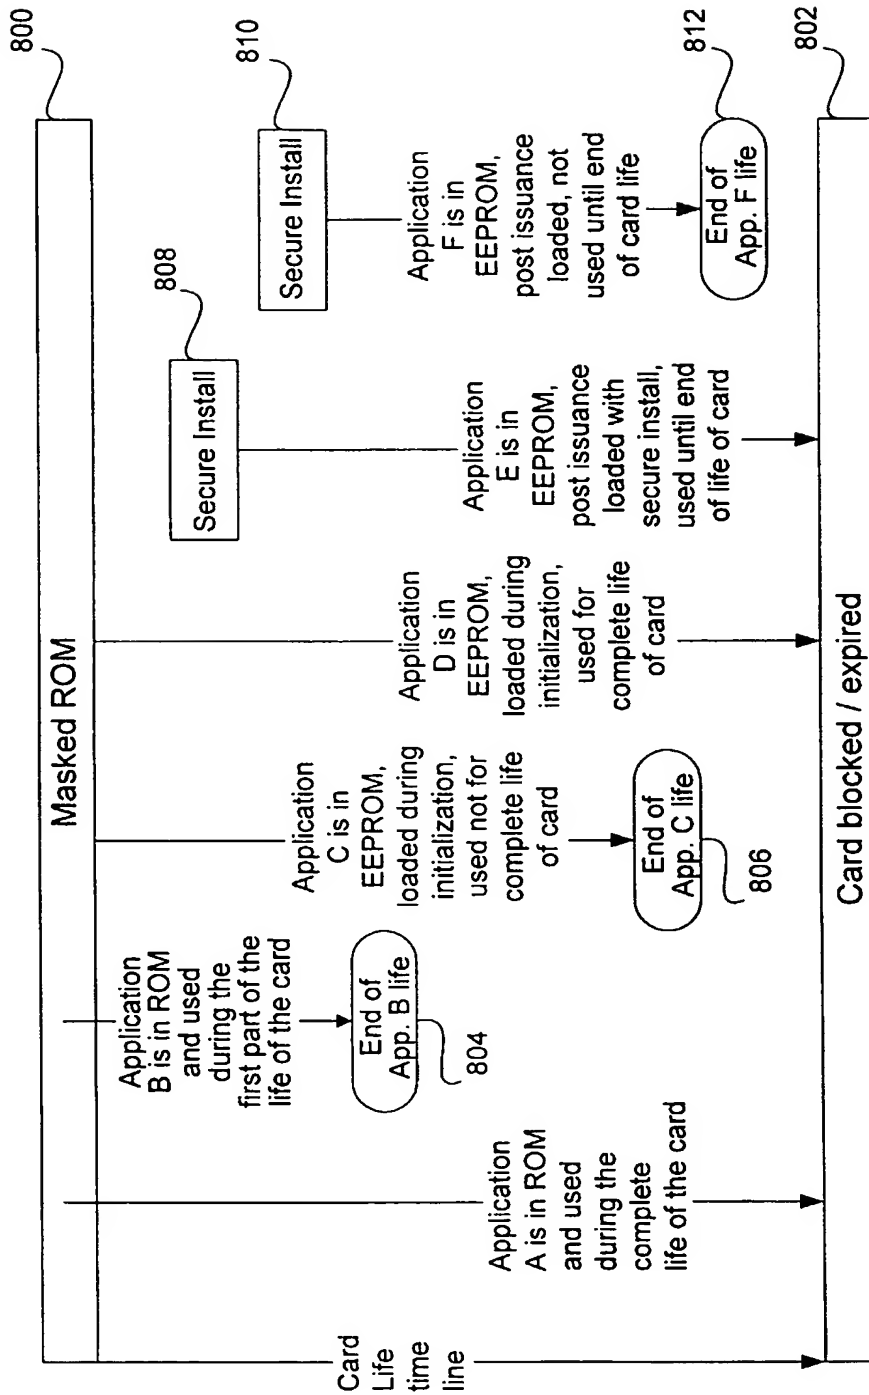 800
Masked ROM
Card
Life
time
line
Application
A is in ROM
and used
during the
complete
life of the card
Application
B is in ROM
and used
during the
first part of the
life of the card
End of
App. B life
804
Application
C is in
EEPROM,
loaded during
initialization,
used not for
complete life
of card
End of
App. C life
806
Application
D is in
EEPROM,
loaded during
initialization,
used for
complete life
of card
808
Secure Install
Application
E is in
EEPROM,
post issuance
loaded with
secure install,
used until end
of life of card
810
Secure Install
Application
F is in
EEPROM,
post issuance
loaded, not
used until end
of card life
812
End of
App. F life
802
Card blocked / expired